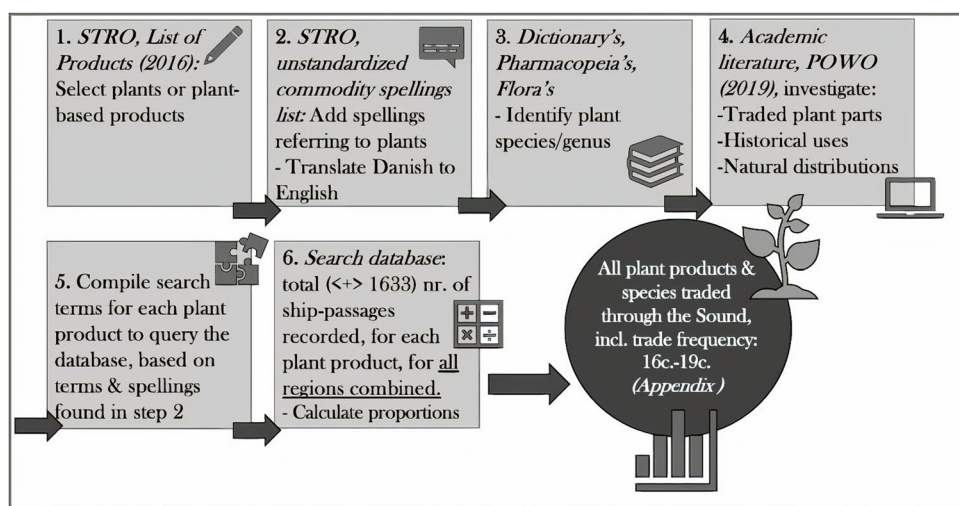 1. STRO, List of
Products (2016):
Select plants or plant-
based products
2. STRO,
unstandardized
commodity spellings
list: Add spellings
referring to plants
- Translate Danish to
English
3. Dictionary's,
Pharmacopeia's,
Flora's
- Identify plant
species/genus
4. Academic
literature, POWO
(2019), investigate:
-Traded plant parts
-Historical uses
-Natural distributions
5. Compile search
terms for each plant
product to query the
database, based on
terms & spellings
found in step 2
6. Search database:
total (<+> 1633) nr. of
ship-passages
recorded, for each
plant product, for all
regions combined.
- Calculate proportions
All plant products &
species traded
through the Sound,
incl. trade frequency:
16c.-19c.
(Appendix )